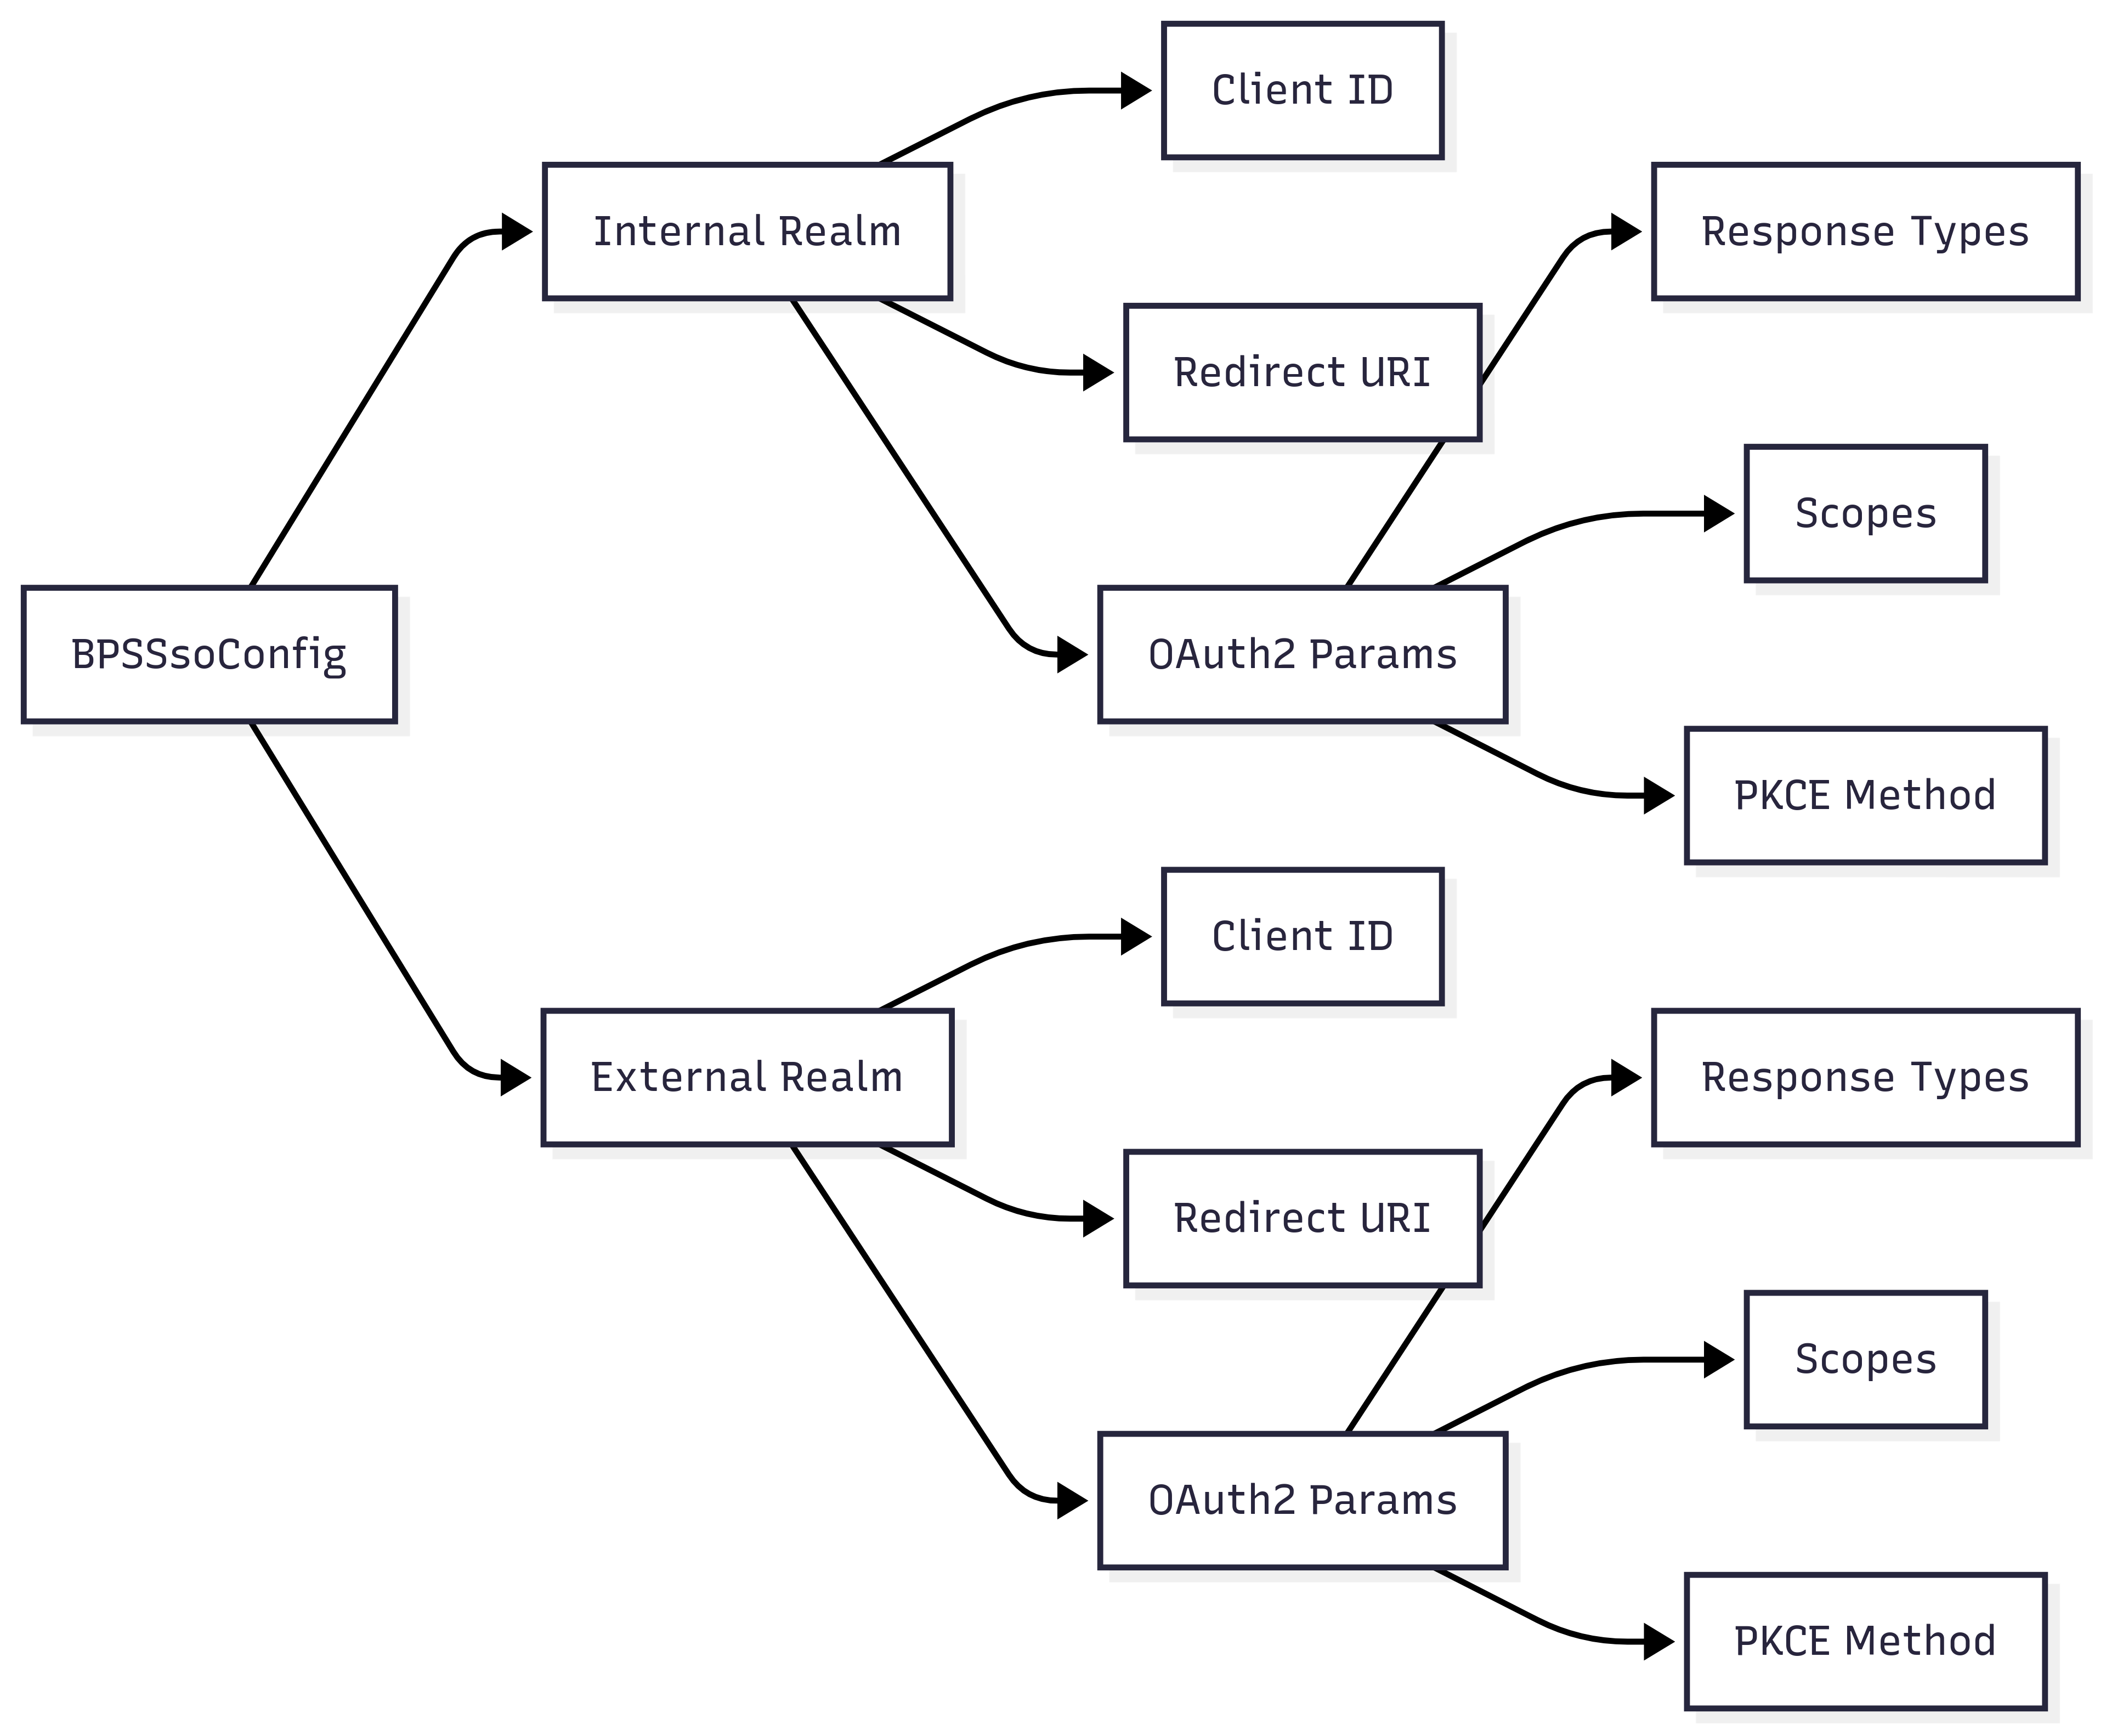 BPSSsoConfig
Internal Realm
Client ID
Redirect URI
OAuth2 Params
Response Types
Scopes
PKCE Method
External Realm
Client ID
Redirect URI
OAuth2 Params
Response Types
Scopes
PKCE Method